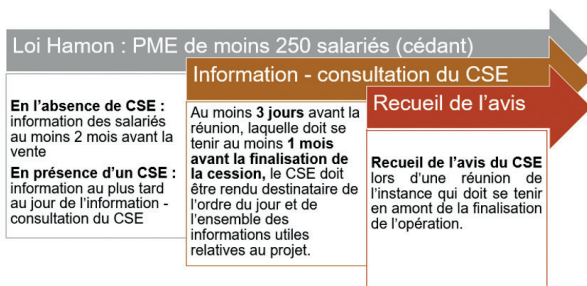 Loi Hamon : PME de moins 250 salariés (cédant)
En l'absence de CSE :
information des salariés
au moins 2 mois avant la
vente
En présence d'un CSE :
information au plus tard
au jour de l'information -
consultation du CSE
Information - consultation du CSE
Au moins 3 jours avant la
réunion, laquelle doit se
tenir au moins 1 mois
avant la finalisation de
la cession, le CSE doit
être rendu destinataire de
l'ordre du jour et de
l'ensemble des
informations utiles
relatives au projet.
Recueil de l'avis
Recueil de l'avis du CSE
lors d'une réunion de
l'instance qui doit se tenir
en amont de la finalisation
de l'opération.